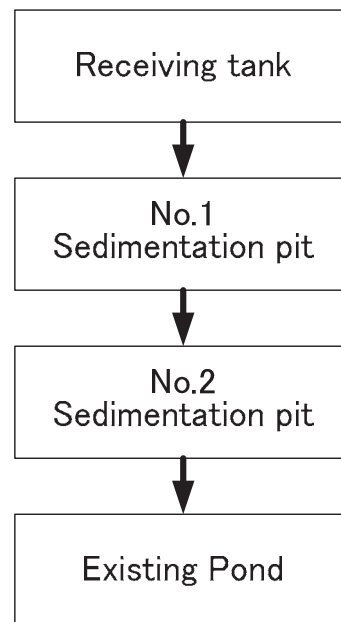 Receiving tank
No.1
Sedimentation pit
No.2
Sedimentation pit
Existing Pond